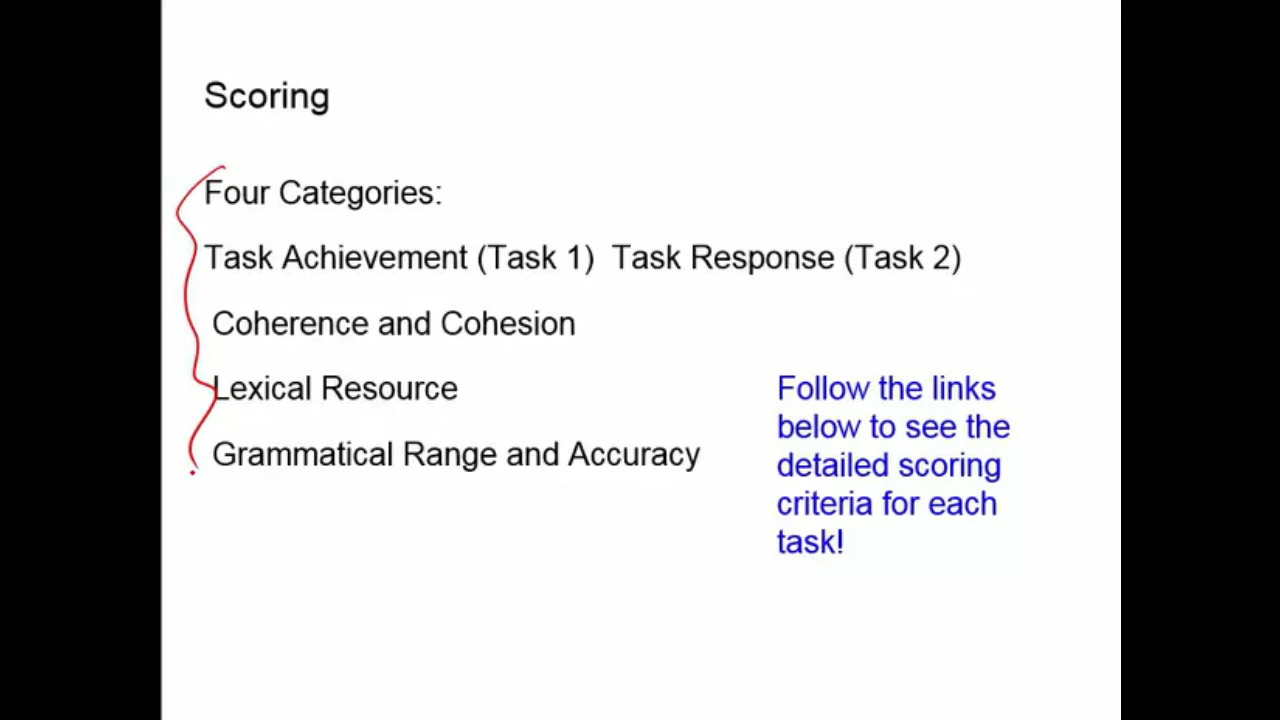 Scoring
Four Categories:
Task Achievement (Task 1)  Task Response (Task 2)
Coherence and Cohesion
Lexical Resource
Grammatical Range and Accuracy
Follow the links
below to see the
detailed scoring
criteria for each
task!